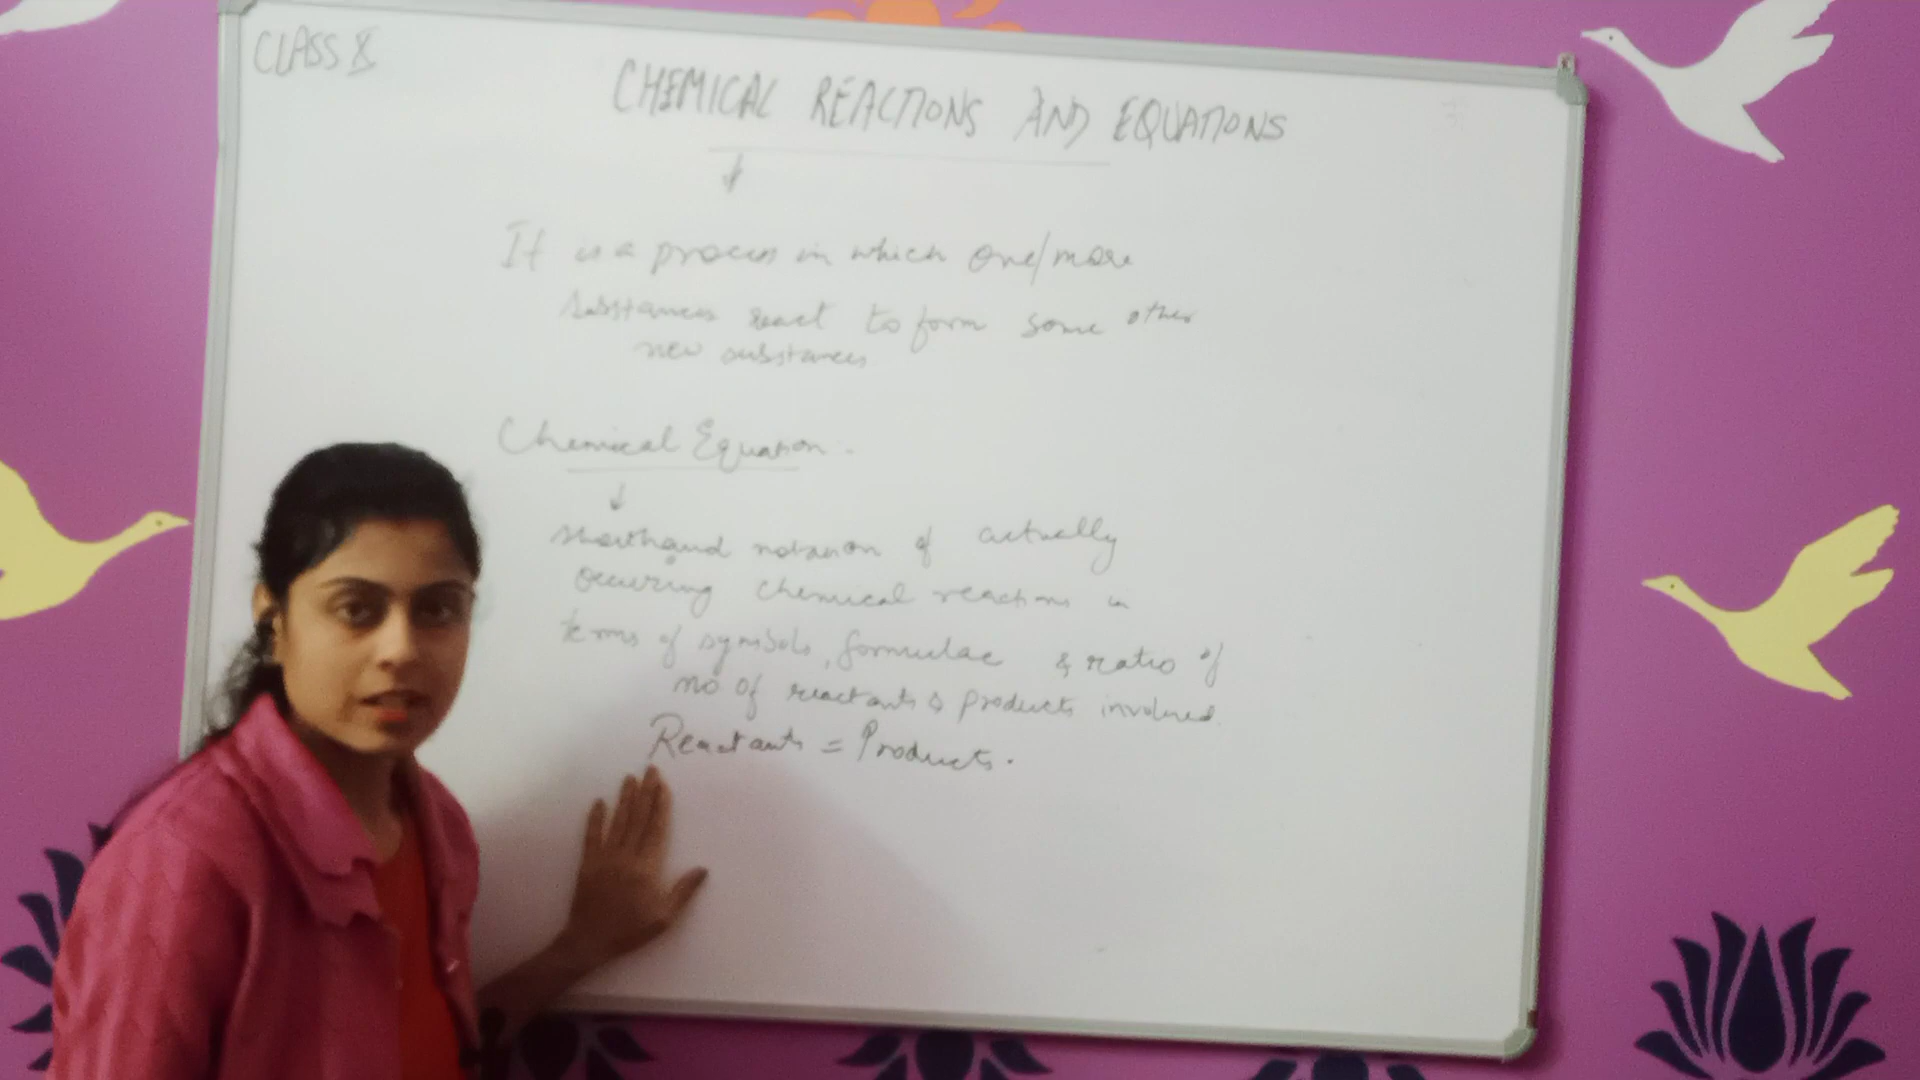 CLASS X
CHEMICAL REACTIONS AND EQUATIONS
It is a process in which one/more
substances react to form some other
new substances.
Chemical Equation.
shorthand notation of actually
occuring chemical reactions in
terms of symbols, formulae & ratio of
no of reactants & products involved.
Reactants = Products.